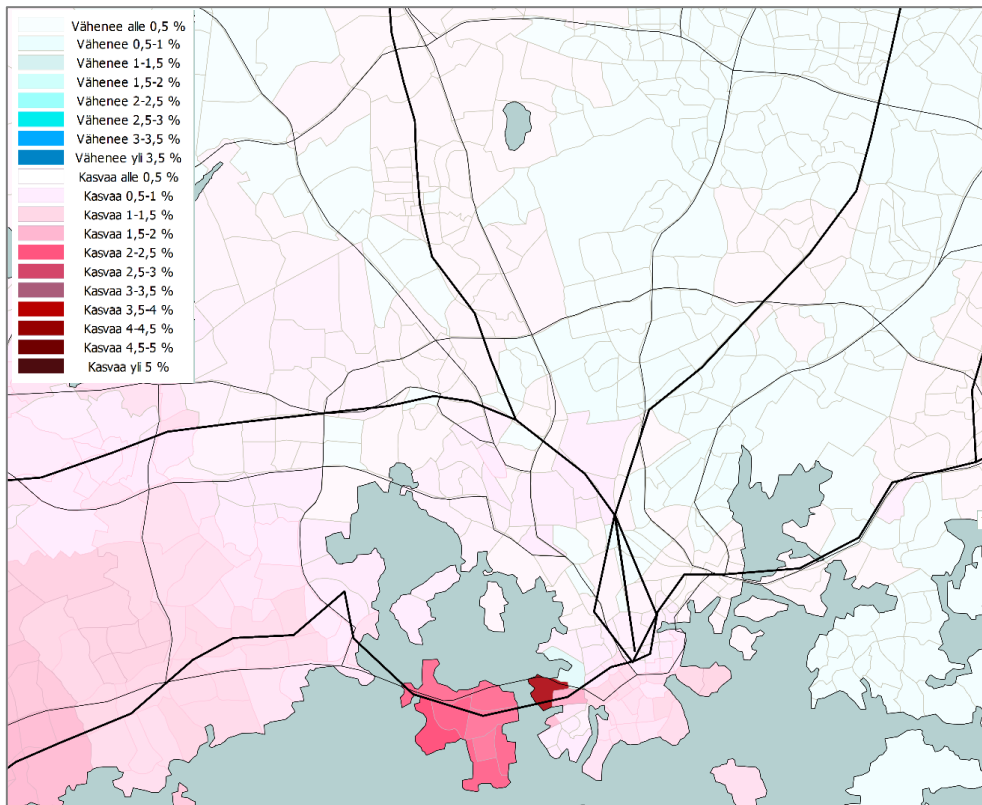 Vähenee alle 0,5 %
Vähenee 0,5-1 %
Vähenee 1-1,5 %
Vähenee 1,5-2 %
Vähenee 2-2,5 %
Vähenee 2,5-3 %
Vähenee 3-3,5 %
Vähenee yli 3,5 %
Kasvaa alle 0,5 %
Kasvaa 0,5-1 %
Kasvaa 1-1,5 %
Kasvaa 1,5-2 %
Kasvaa 2-2,5 %
Kasvaa 2,5-3 %
Kasvaa 3-3,5 %
Kasvaa 3,5-4 %
Kasvaa 4-4,5 %
Kasvaa 4,5-5 %
Kasvaa yli 5 %